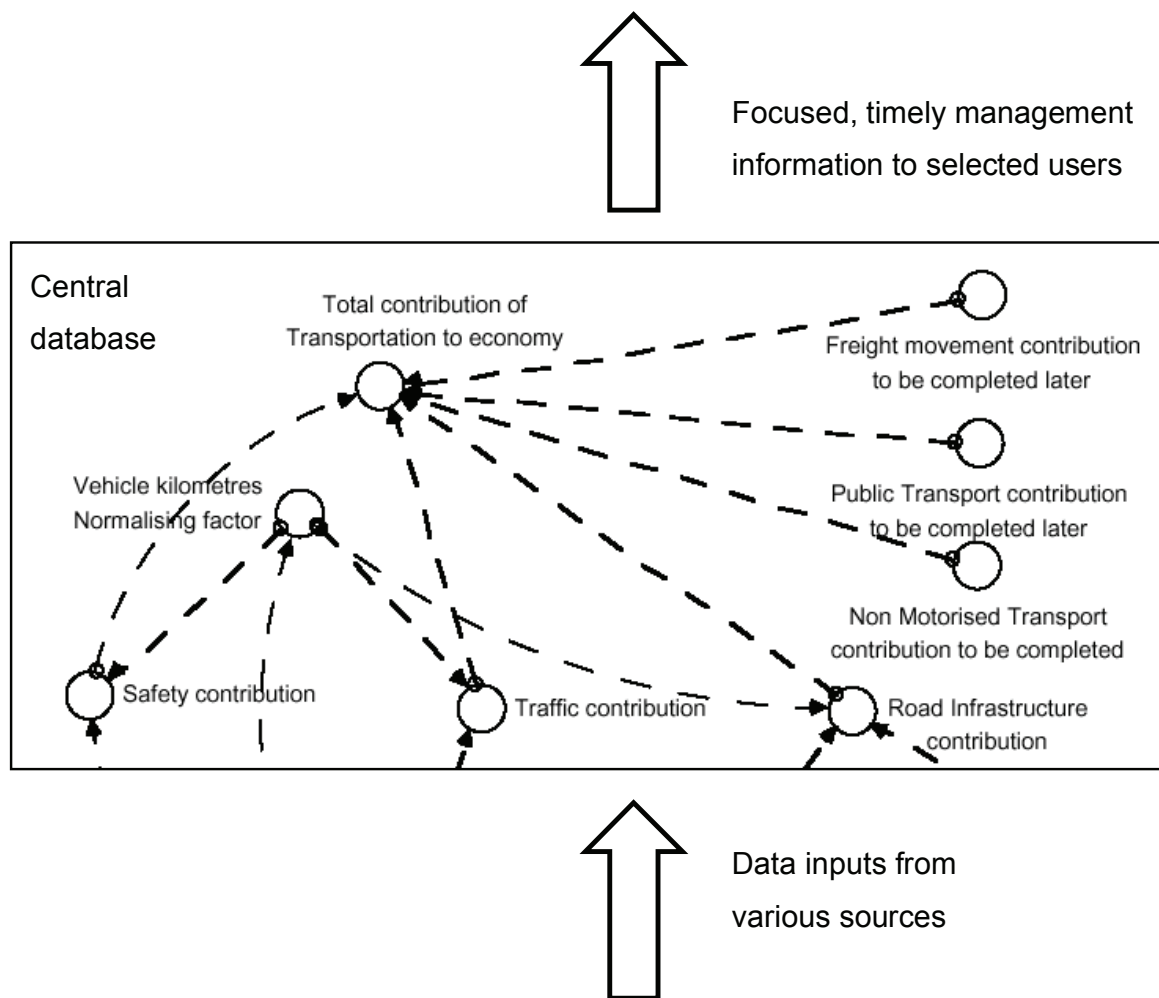 Focused, timely management
information to selected users
Central
database
Total contribution of
Transportation to economy
Freight movement contribution
to be completed later
Vehicle kilometres
Normalising factor
Public Transport contribution
to be completed later
Non Motorised Transport
contribution to be completed
Safety contribution
Traffic contribution
Road Infrastructure
contribution
Data inputs from
various sources